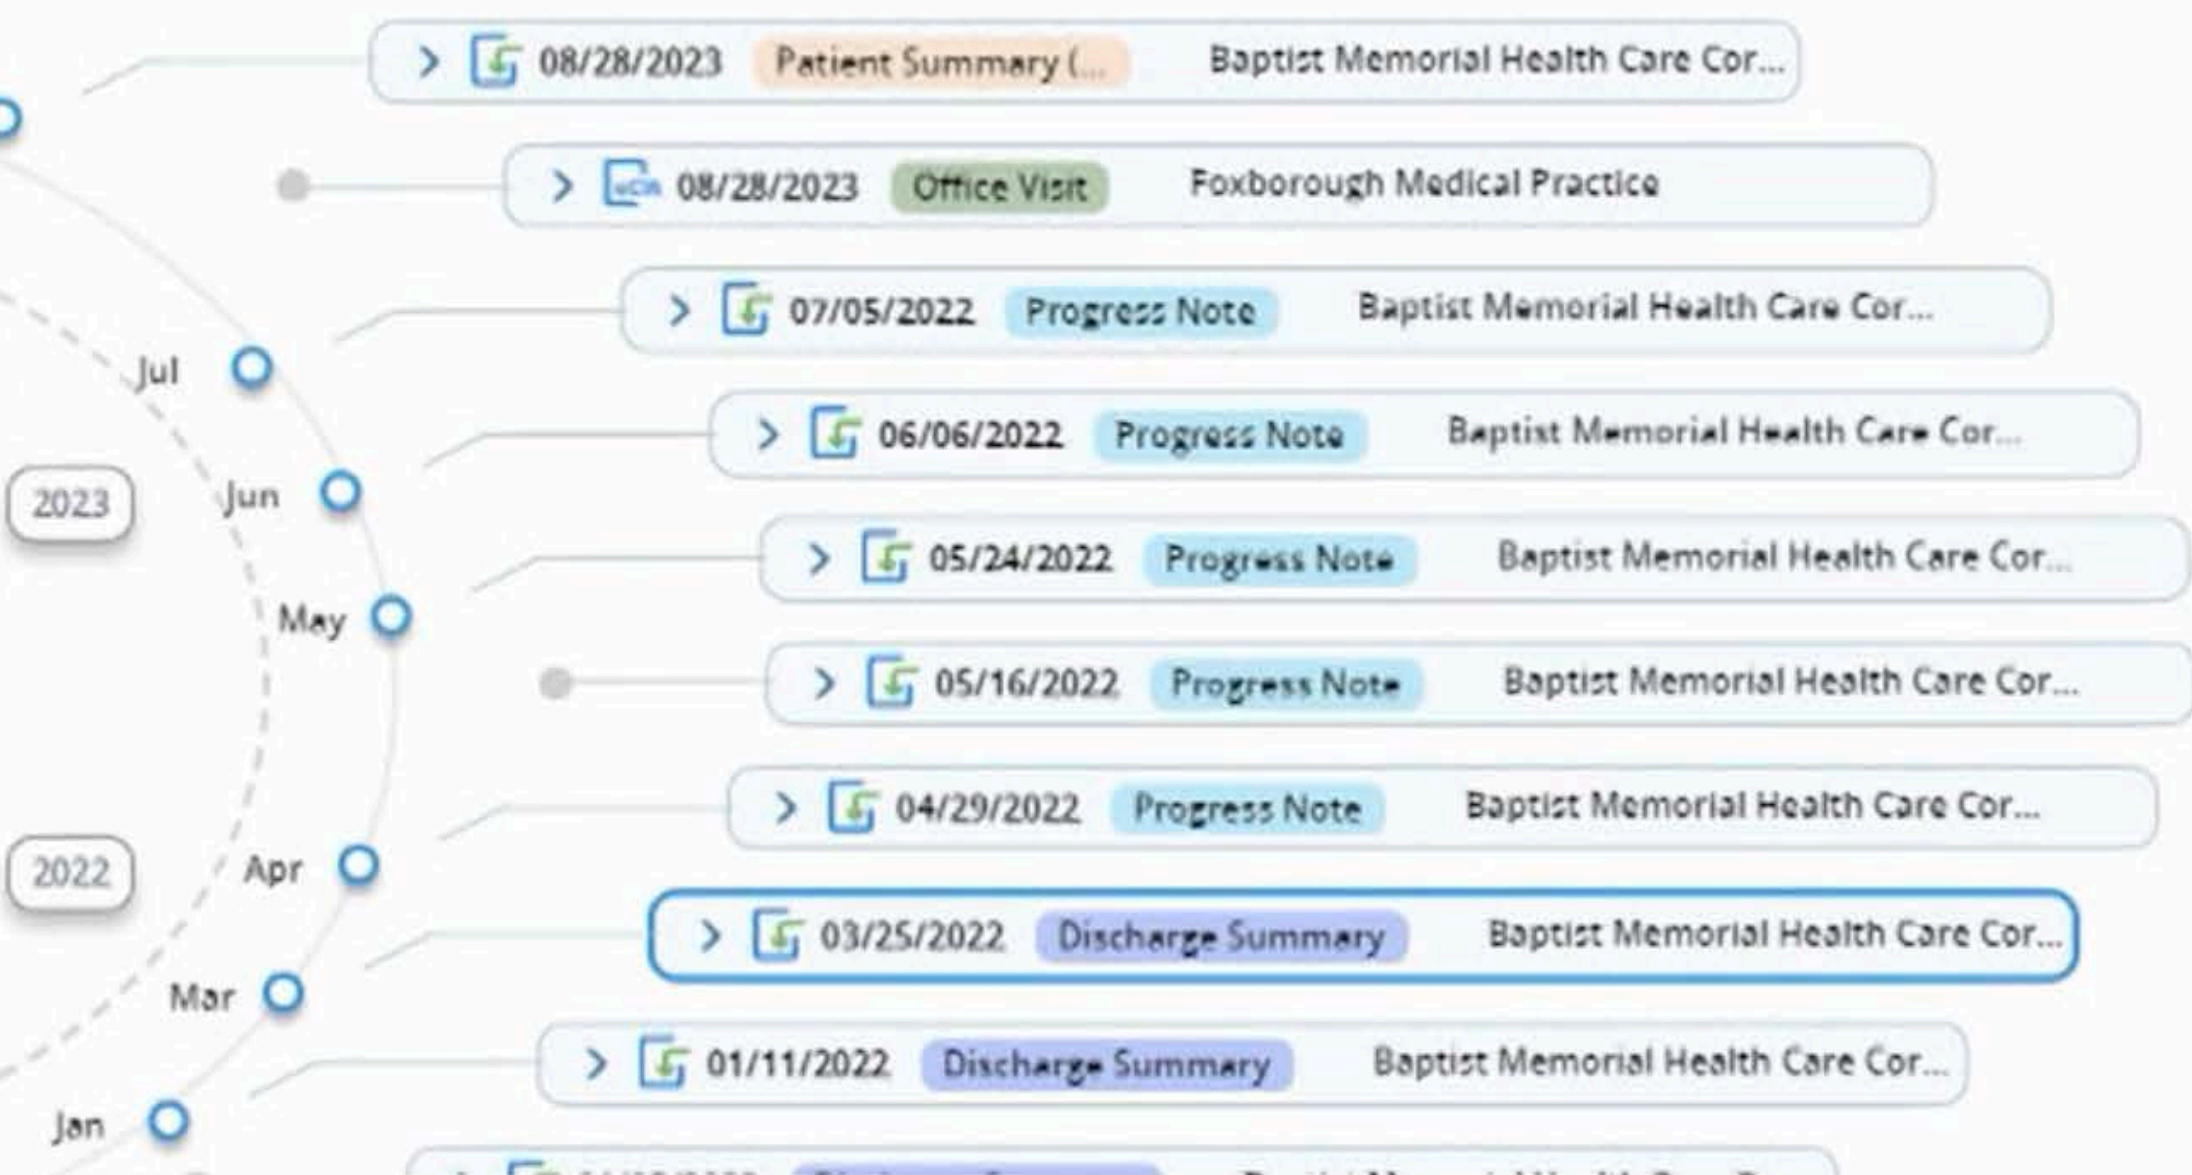 08/28/2023 Patient Summary (... Baptist Memorial Health Care Cor...
08/28/2023 Office Visit Foxborough Medical Practice
07/05/2022 Progress Note Baptist Memorial Health Care Cor...
Jul
06/06/2022 Progress Note Baptist Memorial Health Care Cor...
2023
Jun
05/24/2022 Progress Note Baptist Memorial Health Care Cor...
May
05/16/2022 Progress Note Baptist Memorial Health Care Cor...
04/29/2022 Progress Note Baptist Memorial Health Care Cor...
2022
Apr
03/25/2022 Discharge Summary Baptist Memorial Health Care Cor...
Mar
01/11/2022 Discharge Summary Baptist Memorial Health Care Cor...
Jan